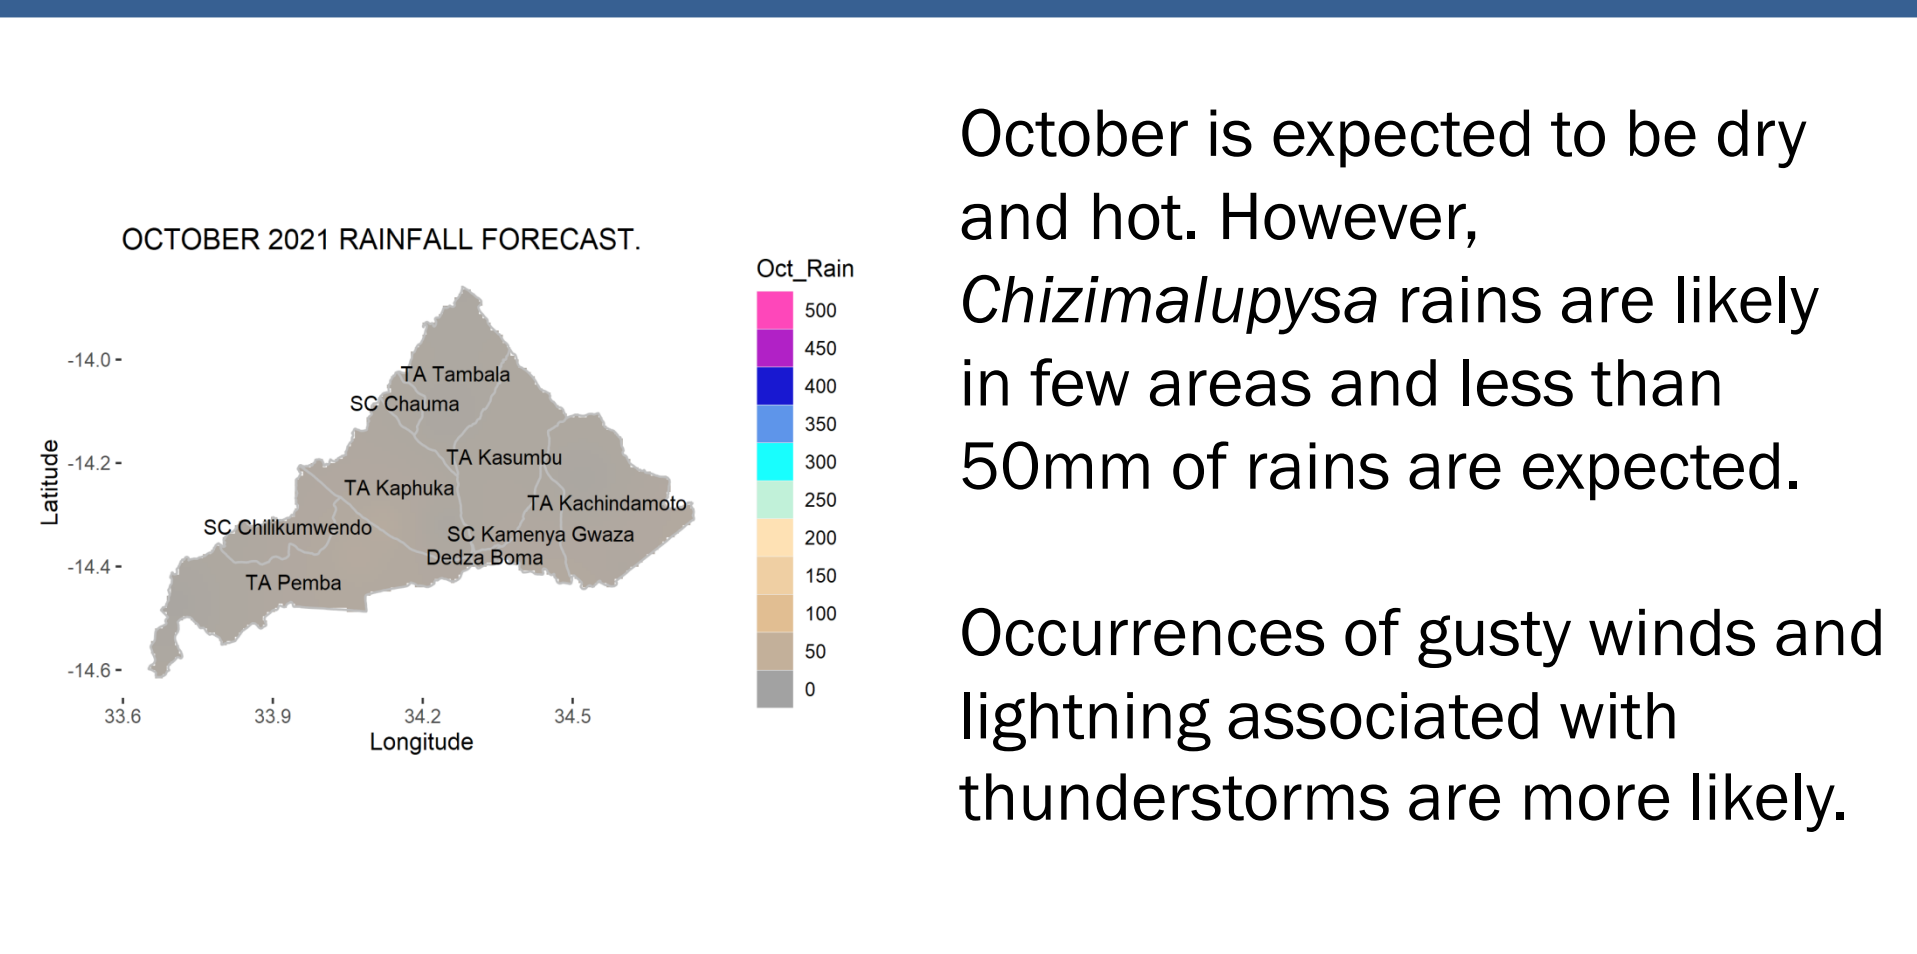 OCTOBER 2021 RAINFALL FORECAST.
Oct_Rain
500
450
400
350
300
250
200
150
100
50
0
Latitude
-14.0
-14.2
-14.4
-14.6
TA Tambala
SC Chauma
TA Kasumbu
TA Kaphuka
TA Kachindamoto
SC Chilikumwendo
SC Kamenya Gwaza
Dedza Boma
TA Pemba
33.6 33.9 34.2 34.5
Longitude
October is expected to be dry
and hot. However,
Chizimalupysa rains are likely
in few areas and less than
50mm of rains are expected.
Occurrences of gusty winds and
lightning associated with
thunderstorms are more likely.